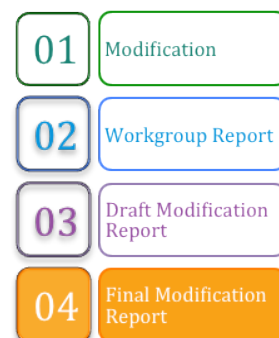 01
Modification
02
Workgroup Report
03
Draft Modification
Report
04
Final Modification
Report